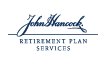 John Hancock
RETIREMENT PLAN
SERVICES